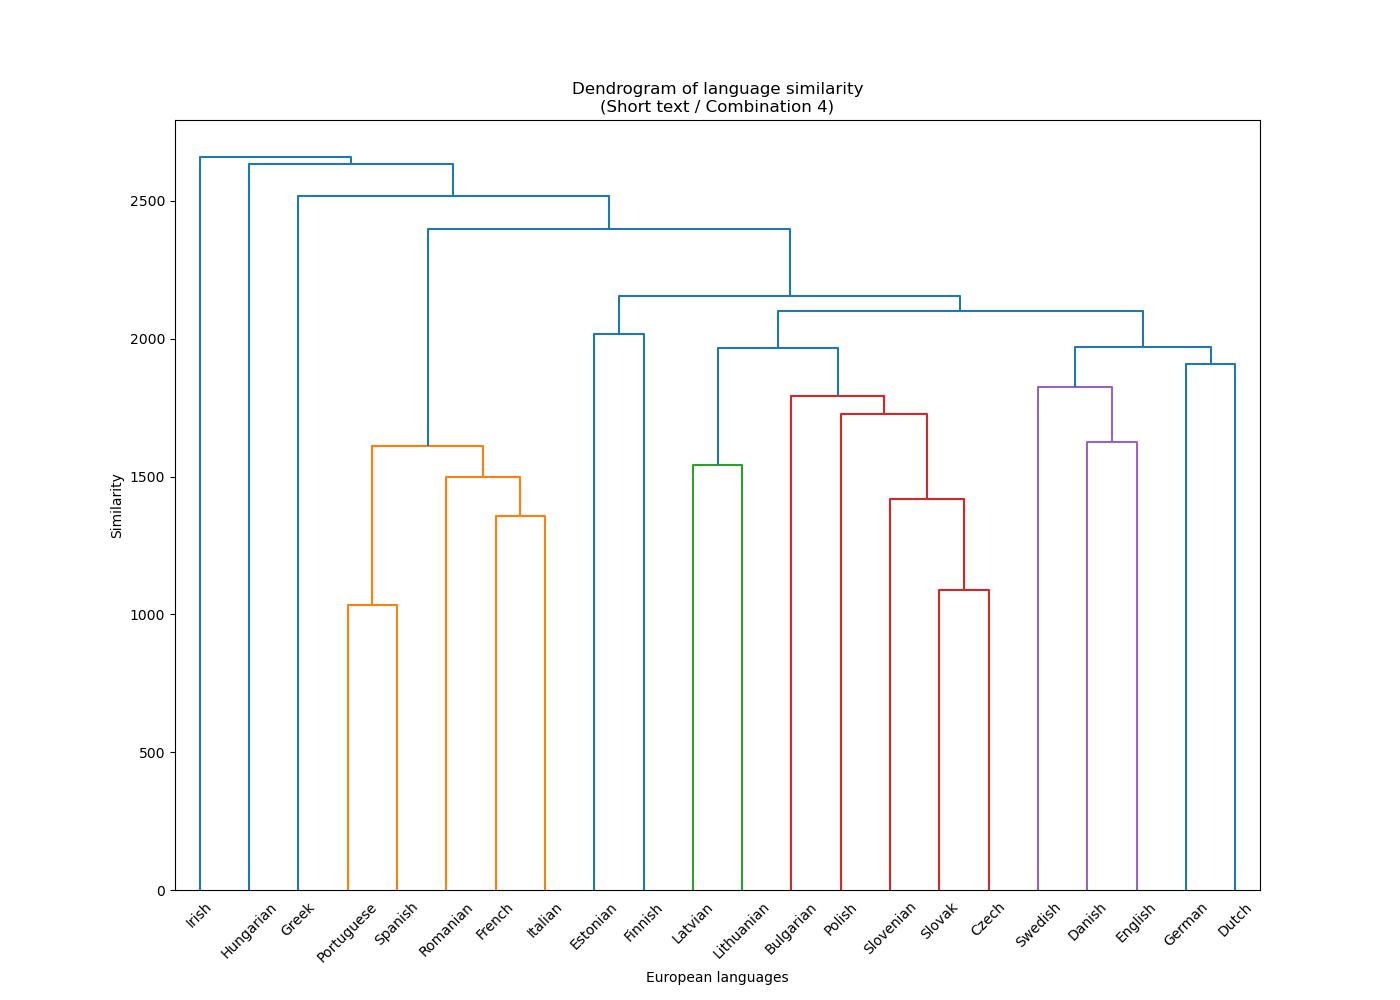 Dendrogram of language similarity
(Short text / Combination 4)
2500
2000
1500
1000
500
0
Similarity
Irish
Hungarian
Greek
Portuguese
Spanish
Romanian
French
Italian
Estonian
Finnish
Latvian
Lithuanian
Bulgarian
Polish
Slovenian
Slovak
Czech
Swedish
Danish
English
German
Dutch
European languages